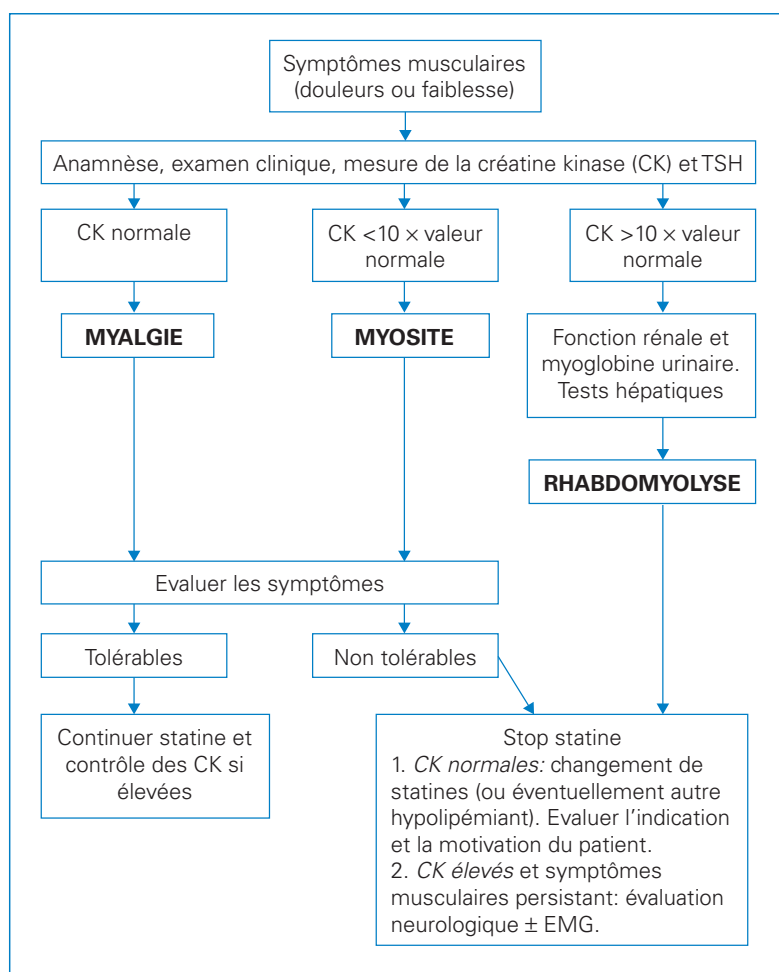 Symptômes musculaires
(douleurs ou faiblesse)
Anamnèse, examen clinique, mesure de la créatine kinase (CK) et TSH
CK normale
CK <10 × valeur
normale
CK >10 × valeur
normale
MYALGIE
MYOSITE
Fonction rénale et
myoglobine urinaire.
Tests hépatiques
RHABDOMYOLYSE
Evaluer les symptômes
Tolérables
Non tolérables
Continuer statine et
contrôle des CK si
élevées
Stop statine
1. CK normales: changement de
statines (ou éventuellement autre
hypolipémiant). Evaluer l’indication
et la motivation du patient.
2. CK élevés et symptômes
musculaires persistant: évaluation
neurologique ± EMG.